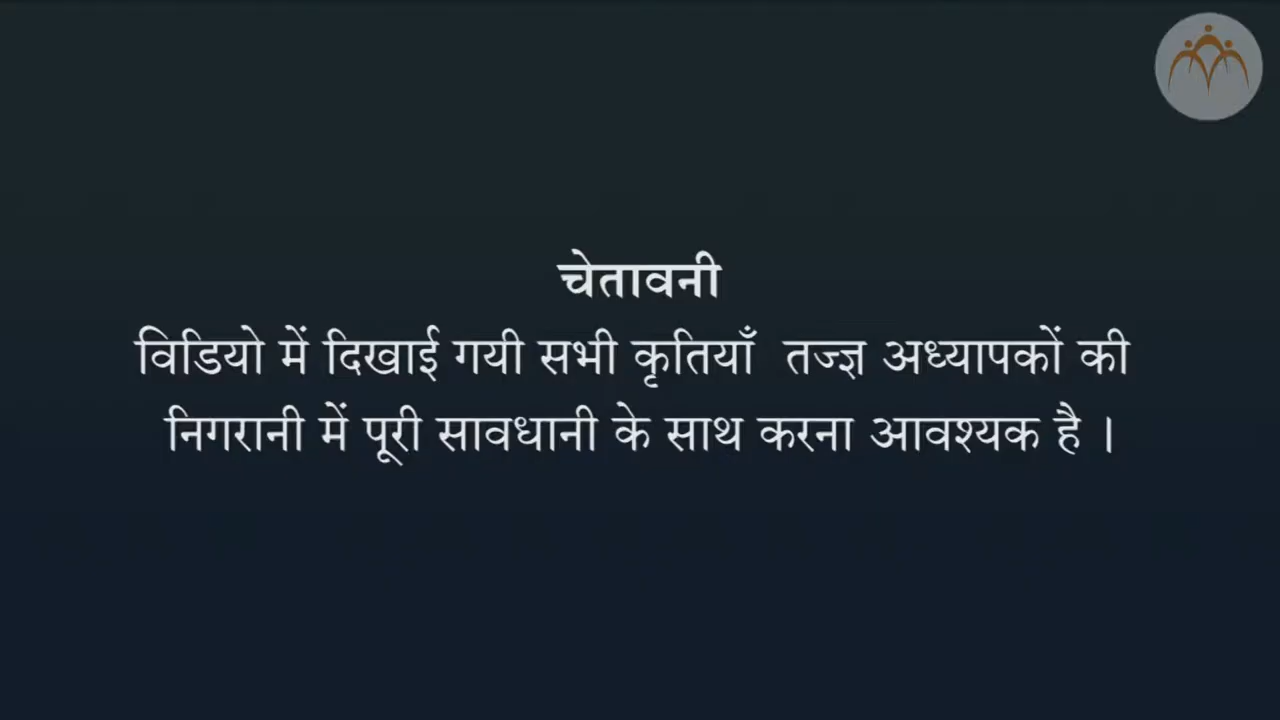 चेतावनी
विडियो में दिखाई गयी सभी कृतियाँ तज्ज्ञ अध्यापकों की
निगरानी में पूरी सावधानी के साथ करना आवश्यक है ।